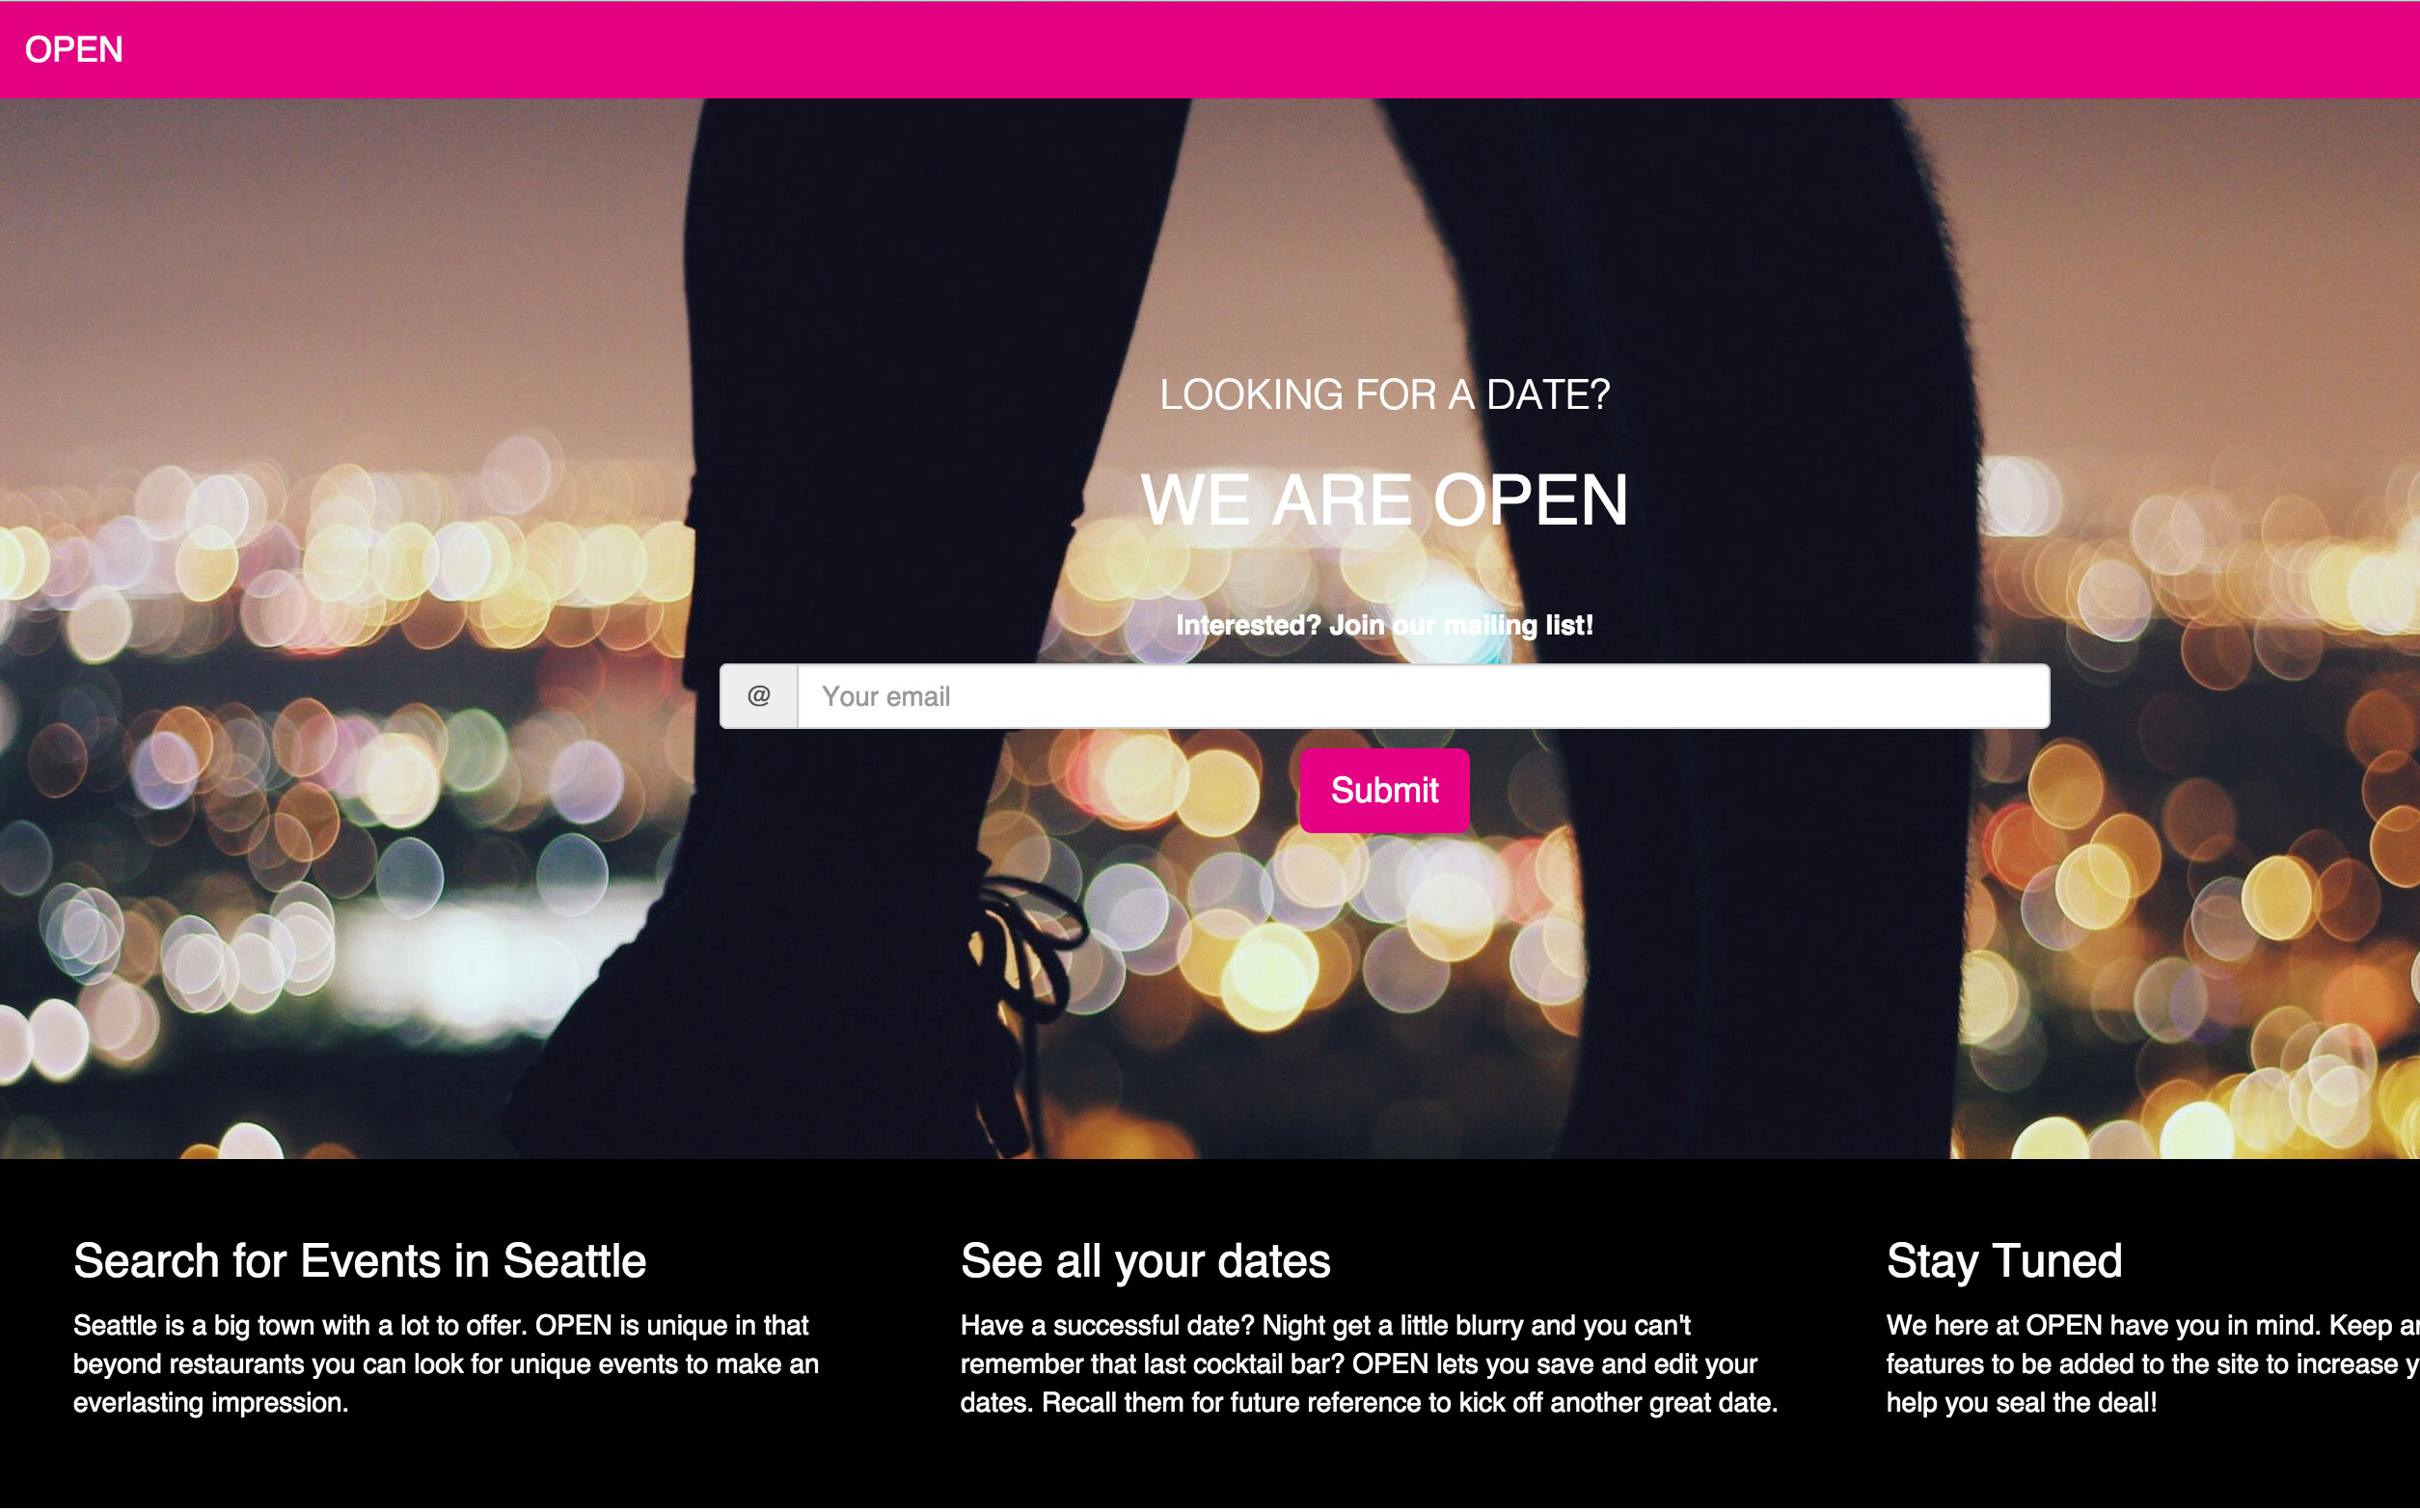 OPEN
LOOKING FOR A DATE?
WE ARE OPEN
Interested? Join our mailing list!
@ Your email
Submit
Search for Events in Seattle
Seattle is a big town with a lot to offer. OPEN is unique in that
beyond restaurants you can look for unique events to make an
everlasting impression.
See all your dates
Have a successful date? Night get a little blurry and you can't
remember that last cocktail bar? OPEN lets you save and edit your
dates. Recall them for future reference to kick off another great date.
Stay Tuned
We here at OPEN have you in mind. Keep
features to be added to the site to increase
help you seal the deal!